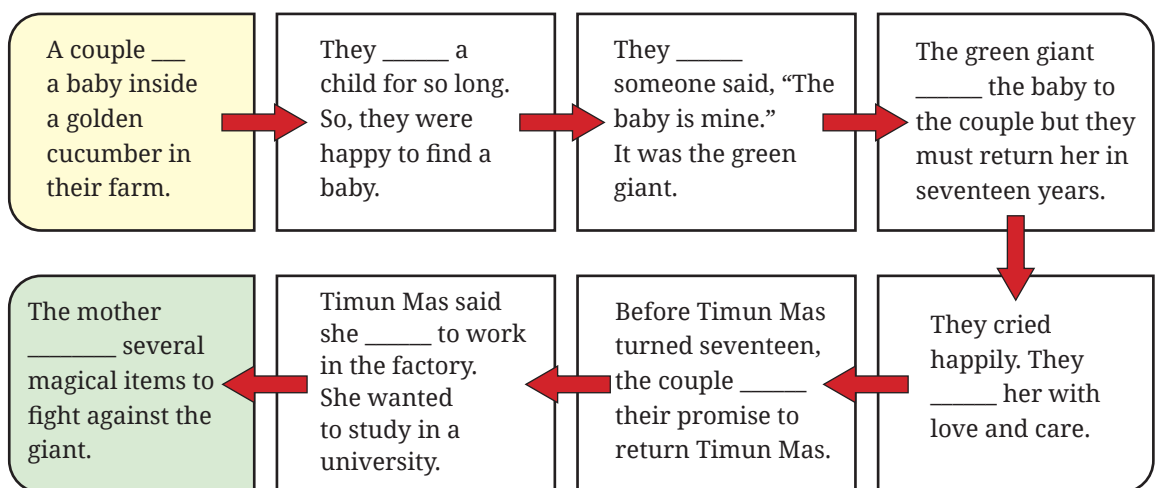 A couple ___
a baby inside
a golden
cucumber in
their farm.
They ______ a
child for so long.
So, they were
happy to find a
baby.
They ______
someone said, “The
baby is mine.”
It was the green
giant.
The green giant
______ the baby to
the couple but they
must return her in
seventeen years.
They cried
happily. They
______ her with
love and care.
Before Timun Mas
turned seventeen,
the couple ______
their promise to
return Timun Mas.
Timun Mas said
she ______ to work
in the factory.
She wanted
to study in a
university.
The mother
________ several
magical items to
fight against the
giant.